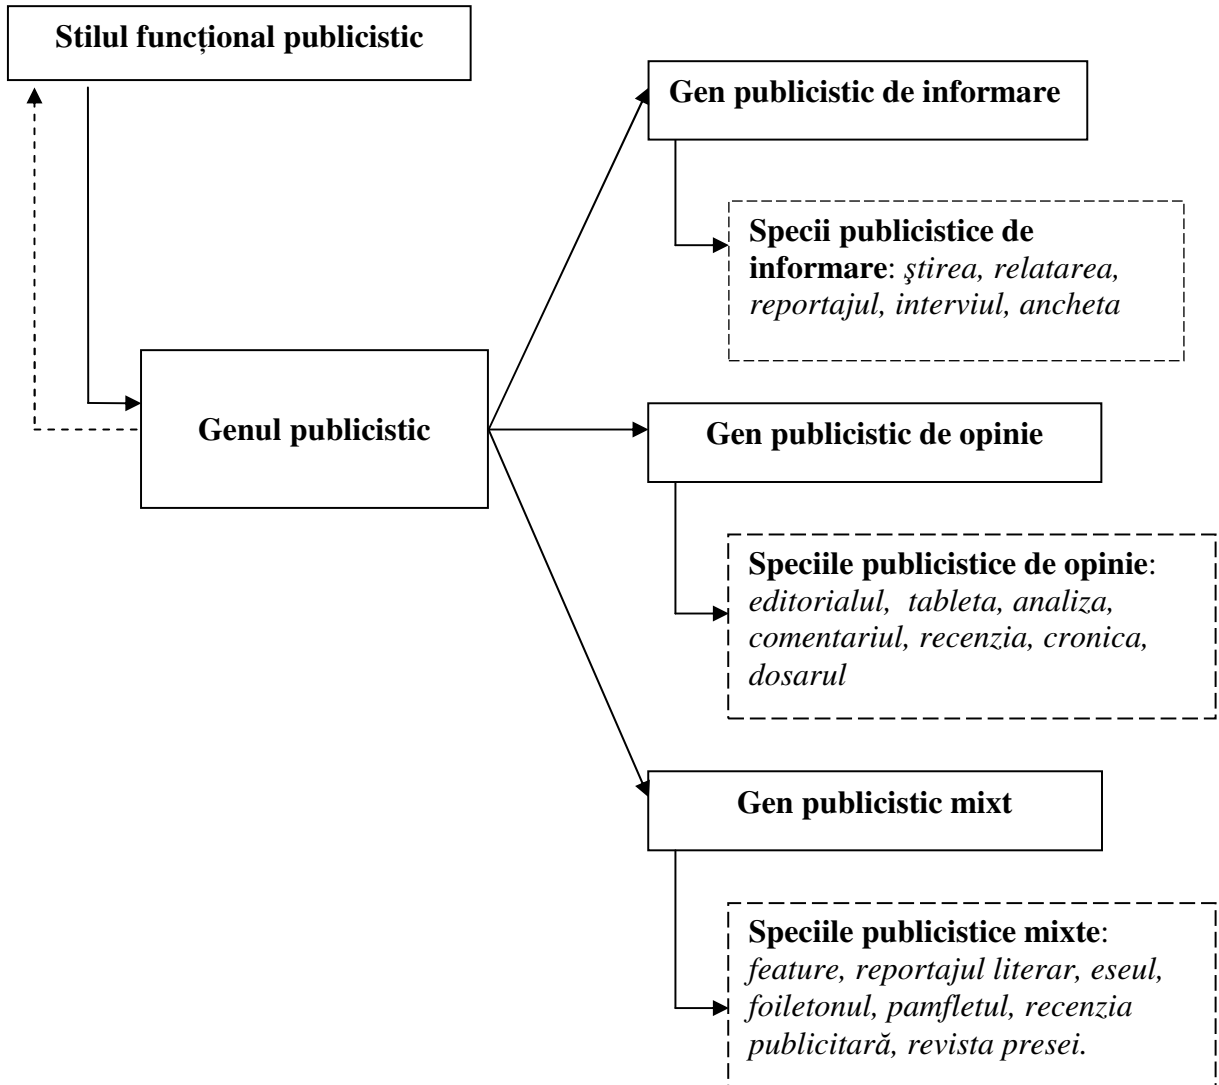 Stilul funcțional publicistic
Gen publicistic de informare
Specii publicistice de
informare: ştirea, relatarea,
reportajul, interviul, ancheta
Genul publicistic
Gen publicistic de opinie
Speciile publicistice de opinie:
editorialul, tableta, analiza,
comentariul, recenzia, cronica,
dosarul
Gen publicistic mixt
Speciile publicistice mixte:
feature, reportajul literar, eseul,
foiletonul, pamfletul, recenzia
publicitară, revista presei.